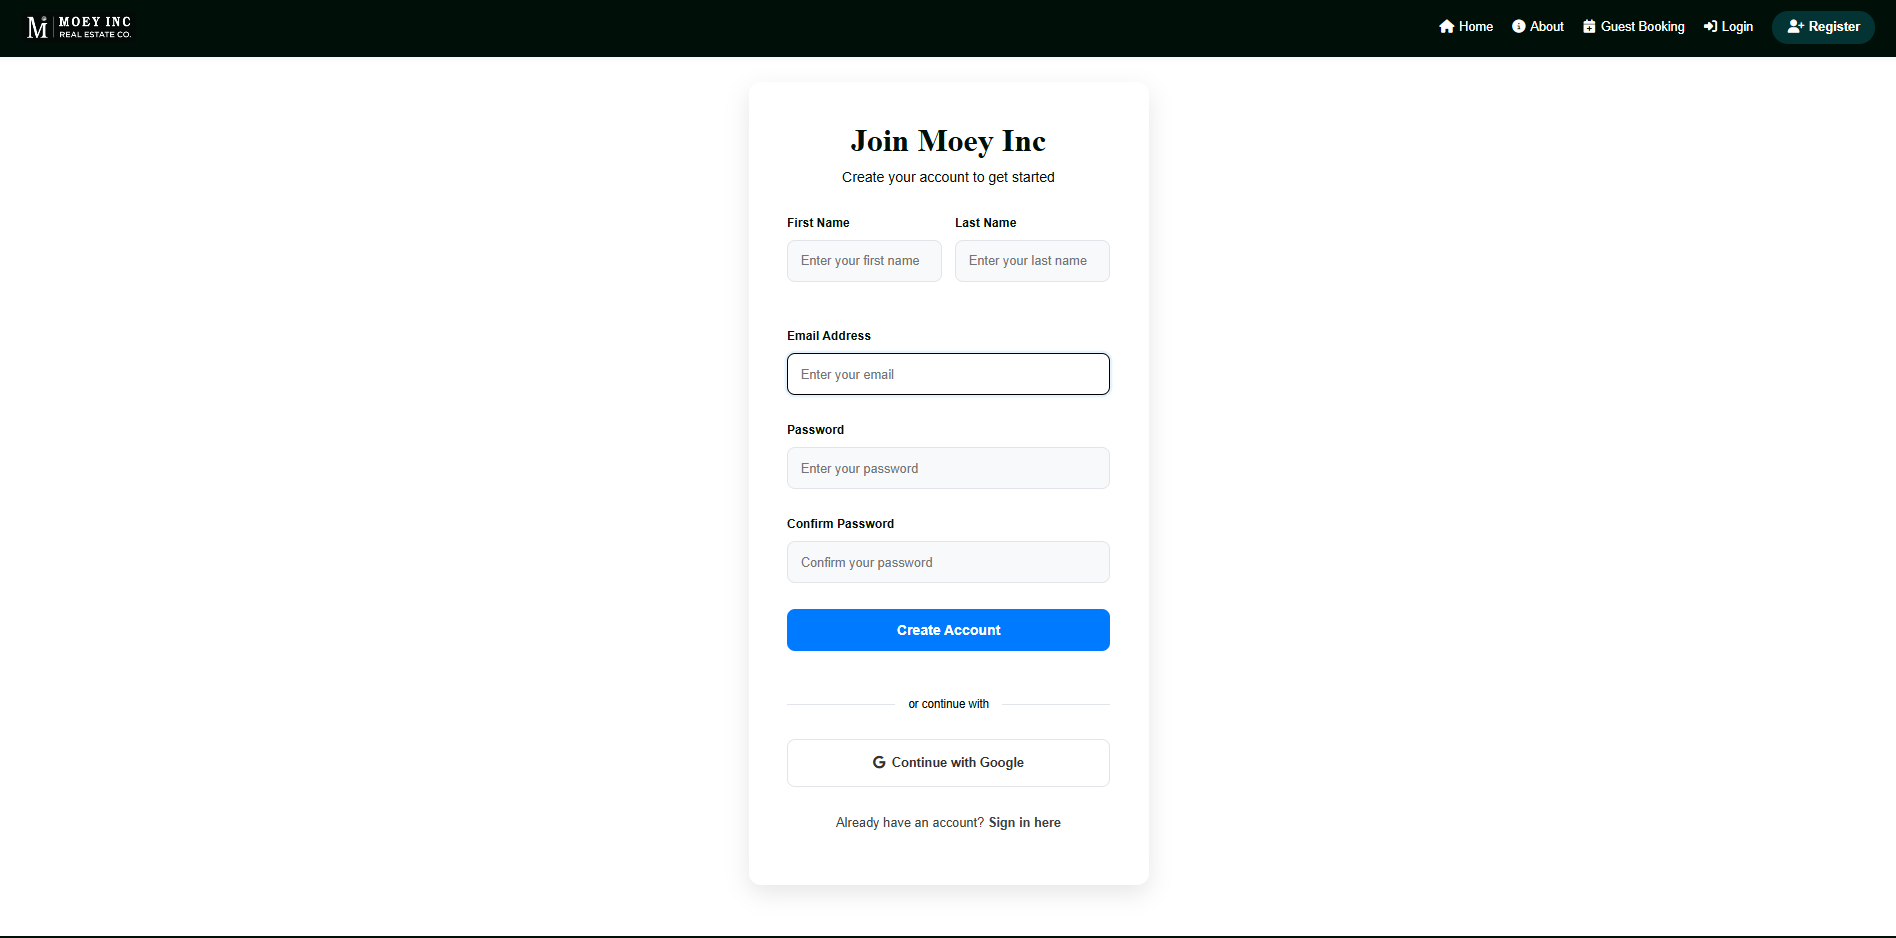 MOEY INC
REAL ESTATE CO.
Home About Guest Booking Login Register
Join Moey Inc
Create your account to get started
First Name Last Name
Enter your first name Enter your last name
Email Address
Enter your email
Password
Enter your password
Confirm Password
Confirm your password
Create Account
or continue with
G Continue with Google
Already have an account? Sign in here